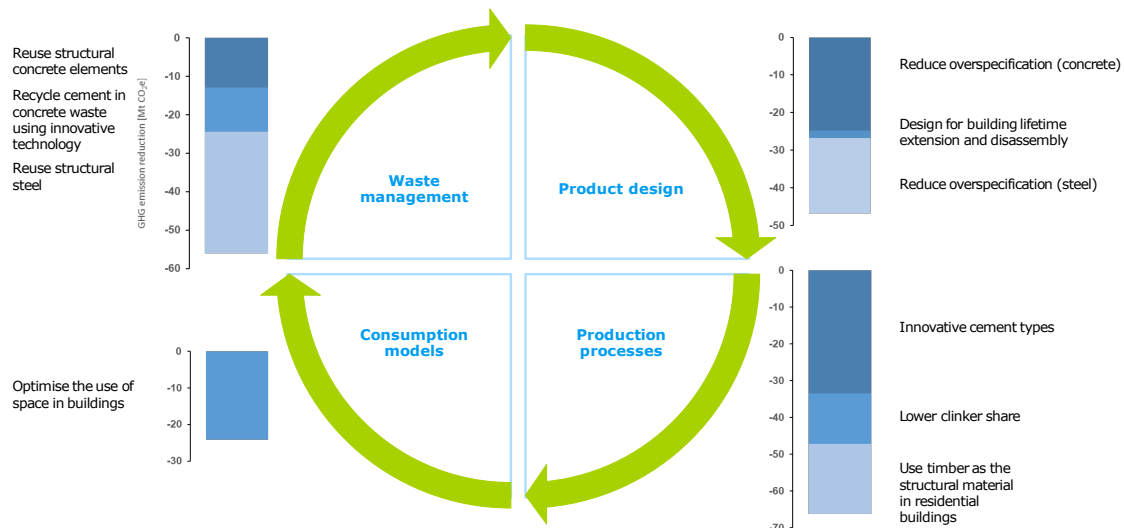 Reuse structural
concrete elements
Recycle cement in
concrete waste
using innovative
technology
Reuse structural
steel
GHG emission reduction [Mt CO₂e]
0
-10
-20
-30
-40
-50
-60
Waste
management
Product design
0
-10
-20
-30
-40
-50
Reduce overspecification (concrete)
Design for building lifetime
extension and disassembly
Reduce overspecification (steel)
Optimise the use of
space in buildings
0
-10
-20
-30
Consumption
models
Production
processes
0
-10
-20
-30
-40
-50
-60
-70
Innovative cement types
Lower clinker share
Use timber as the
structural material
in residential
buildings